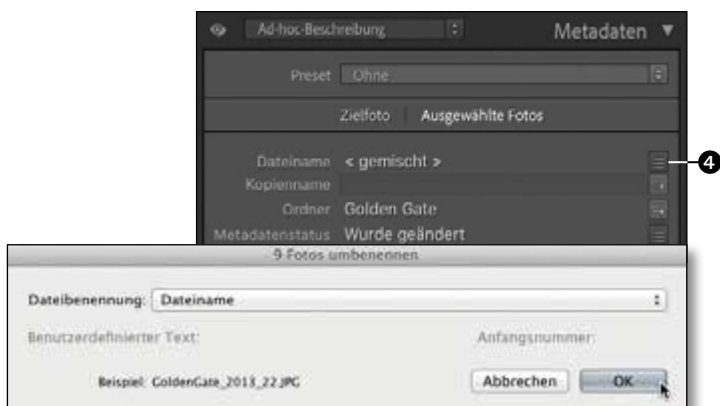 Ad-hoc-Beschreibung Metadaten
Preset Ohne
Zielfoto Ausgewählte Fotos
Dateiname < gemischt >
4
Kopienname
Ordner Golden Gate
Metadatenstatus Wurde geändert
9 Fotos umbenennen
Dateibenennung: Dateiname
Benutzerdefinierter Text: Anfangsnummer:
Beispiel: GoldenGate_2013_22.JPG Abbrechen OK